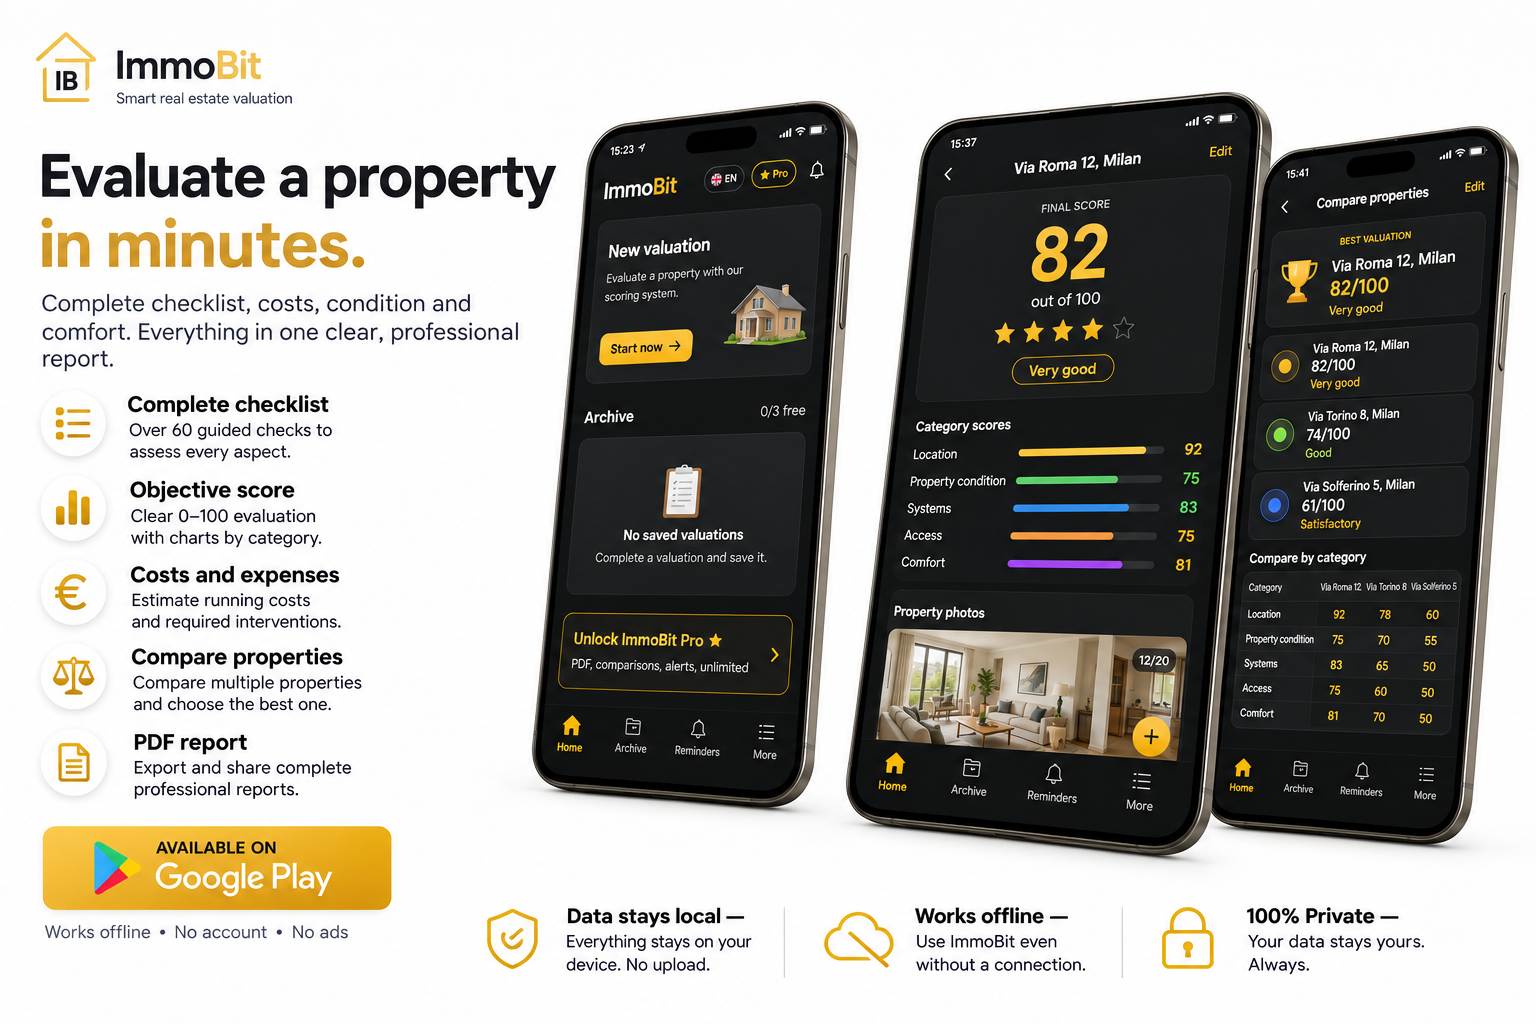 IB
ImmoBit
Smart real estate valuation
Evaluate a property
in minutes.
Complete checklist, costs, condition and
comfort. Everything in one clear, professional
report.
Complete checklist
Over 60 guided checks to
assess every aspect.
Objective score
Clear 0–100 evaluation
with charts by category.
€
Costs and expenses
Estimate running costs
and required interventions.
Compare properties
Compare multiple properties
and choose the best one.
PDF report
Export and share complete
professional reports.
AVAILABLE ON
Google Play
Works offline • No account • No ads
15:23
ImmoBit
EN
Pro
New valuation
Evaluate a property with our
scoring system.
Start now →
Archive
0/3 free
No saved valuations
Complete a valuation and save it.
Unlock ImmoBit Pro ★
PDF, comparisons, alerts, unlimited
Home
Archive
Reminders
More
15:37
Via Roma 12, Milan
Edit
FINAL SCORE
82
out of 100
Very good
Category scores
Location 92
Property condition 75
Systems 83
Access 75
Comfort 81
Property photos
12/20
+
Home
Archive
Reminders
More
15:41
Compare properties
Edit
BEST VALUATION
Via Roma 12, Milan
82/100
Very good
Via Roma 12, Milan
82/100
Very good
Via Torino 8, Milan
74/100
Good
Via Solferino 5, Milan
61/100
Satisfactory
Compare by category
Category Via Roma 12 Via Torino 8 Via Solferino 5
Location 92 78 60
Property condition 75 70 55
Systems 83 65 50
Access 75 60 50
Comfort 81 70 50
Home
Archive
Reminders
More
Data stays local —
Everything stays on your
device. No upload.
Works offline —
Use ImmoBit even
without a connection.
100% Private —
Your data stays yours.
Always.